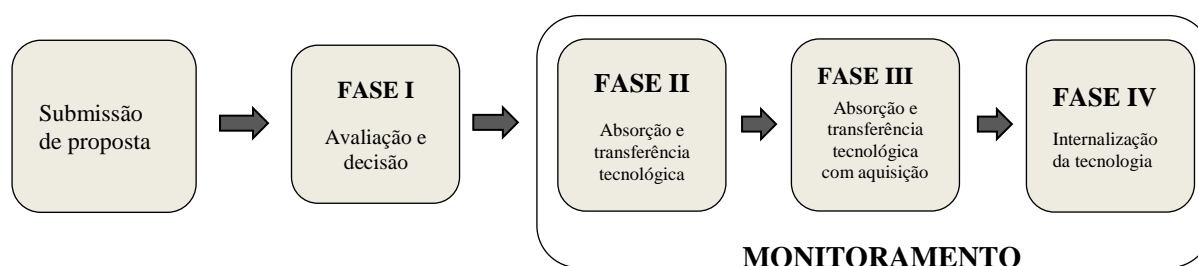 Submissão
de proposta
FASE I
Avaliação e
decisão
FASE II
Absorção e
transferência
tecnológica
FASE III
Absorção e
transferência
tecnológica
com aquisição
FASE IV
Internalização
da tecnologia
MONITORAMENTO